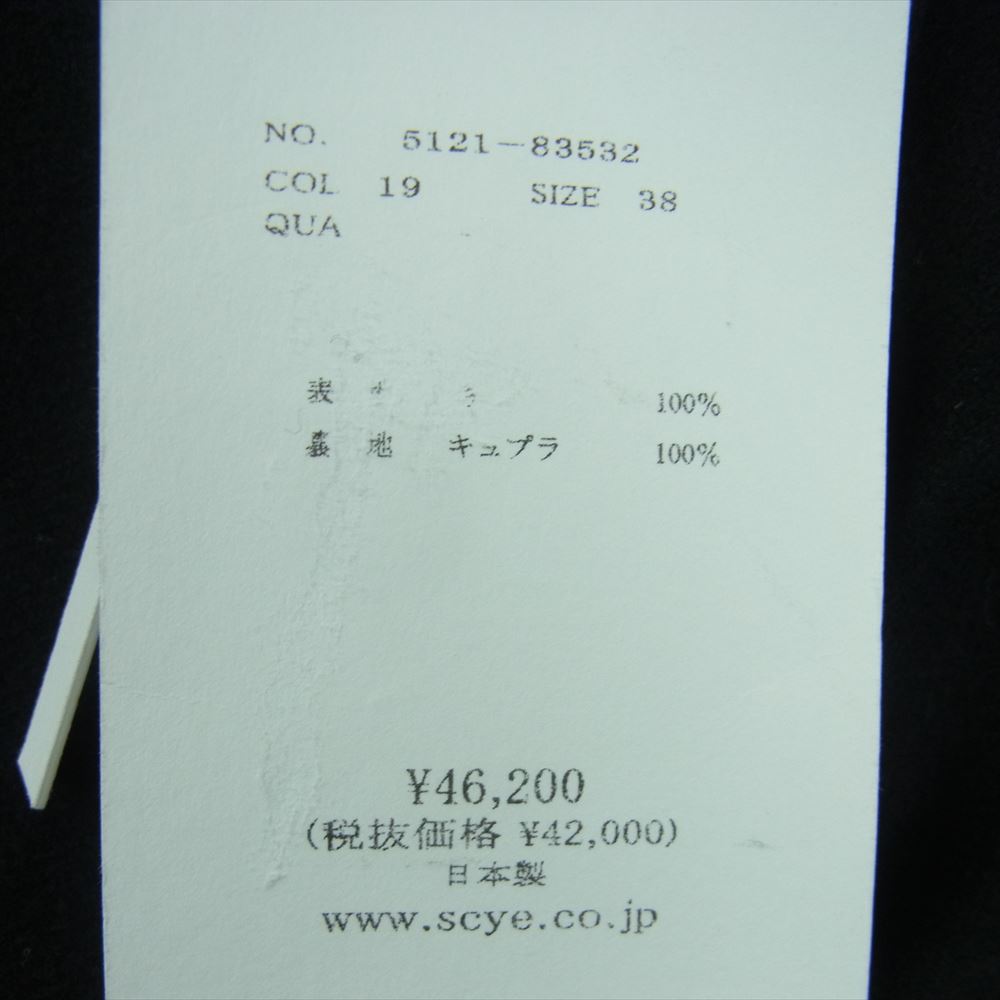 NO. 5121-83532
COL 19 SIZE 38
QUA
表 100%
裏 地 キュプラ 100%
¥46,200
(税抜価格 ¥42,000)
日本製
www.scye.co.jp